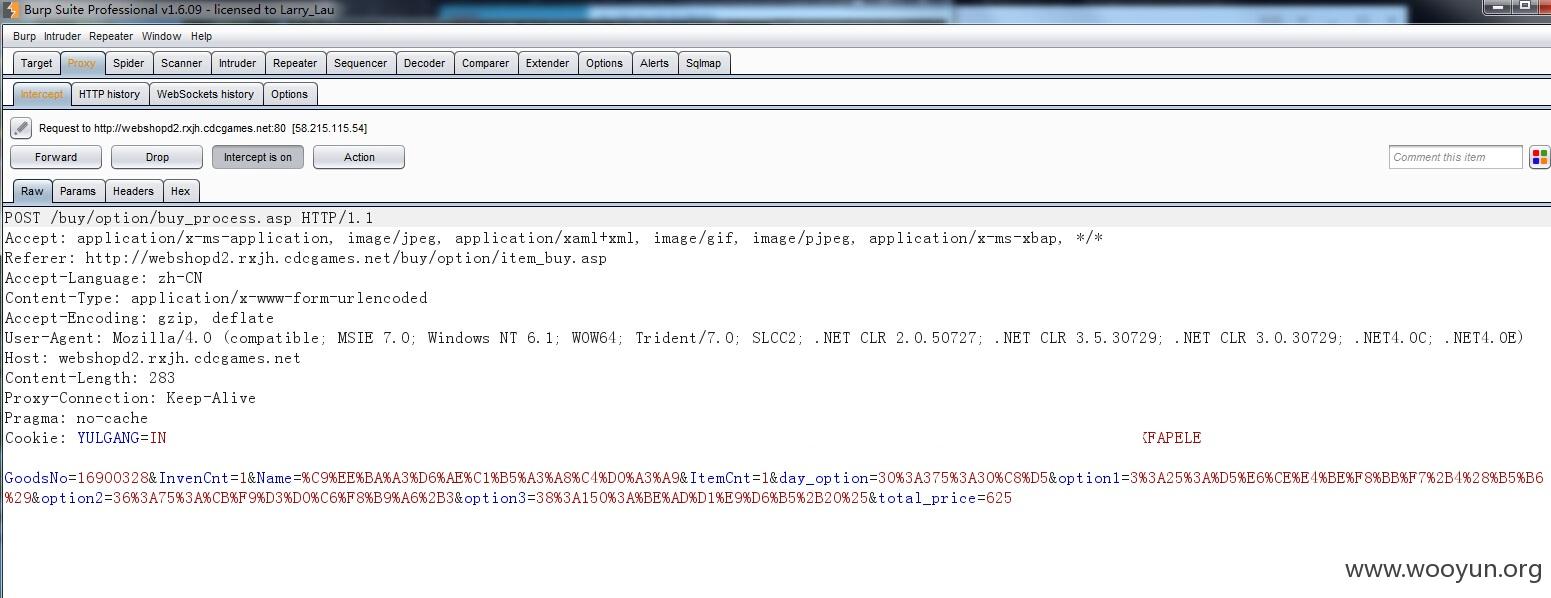 Burp Suite Professional v1.6.09 - licensed to Larry_Lau
Burp Intruder Repeater Window Help
Target Proxy Spider Scanner Intruder Repeater Sequencer Decoder Comparer Extender Options Alerts Sqlmap
Intercept HTTP history WebSockets history Options
Request to http://webshopd2.rxjh.cdcgames.net:80 [58.215.115.54]
Forward Drop Intercept is on Action Comment this item
Raw Params Headers Hex
POST /buy/option/buy_process.asp HTTP/1.1
Accept: application/x-ms-application, image/jpeg, application/xaml+xml, image/gif, image/pjpeg, application/x-ms-xbap, */*
Referer: http://webshopd2.rxjh.cdcgames.net/buy/option/item_buy.asp
Accept-Language: zh-CN
Content-Type: application/x-www-form-urlencoded
Accept-Encoding: gzip, deflate
User-Agent: Mozilla/4.0 (compatible; MSIE 7.0; Windows NT 6.1; WOW64; Trident/7.0; SLCC2; .NET CLR 2.0.50727; .NET CLR 3.5.30729; .NET CLR 3.0.30729; .NET4.0C; .NET4.0E)
Host: webshopd2.rxjh.cdcgames.net
Content-Length: 283
Proxy-Connection: Keep-Alive
Pragma: no-cache
Cookie: YULGANG=IN FAPELE
GoodsNo=16900328&InvenCnt=1&Name=%C9%EE%BA%A3%D6%AE%C1%B5%A3%A8%C4%D0%A3%A9&ItemCnt=1&day_option=30%3A375%3A30%C8%D5&option1=3%3A25%3A%D5%E6%CE%E4%BE%F8%BB%F7%2B4%28%B5%B6
%29&option2=36%3A75%3A%CB%F9%D3%D0%C6%F8%B9%A6%2B3&option3=38%3A150%3A%BE%AD%D1%E9%D6%B5%2B20%25&total_price=625
www.wooyun.org